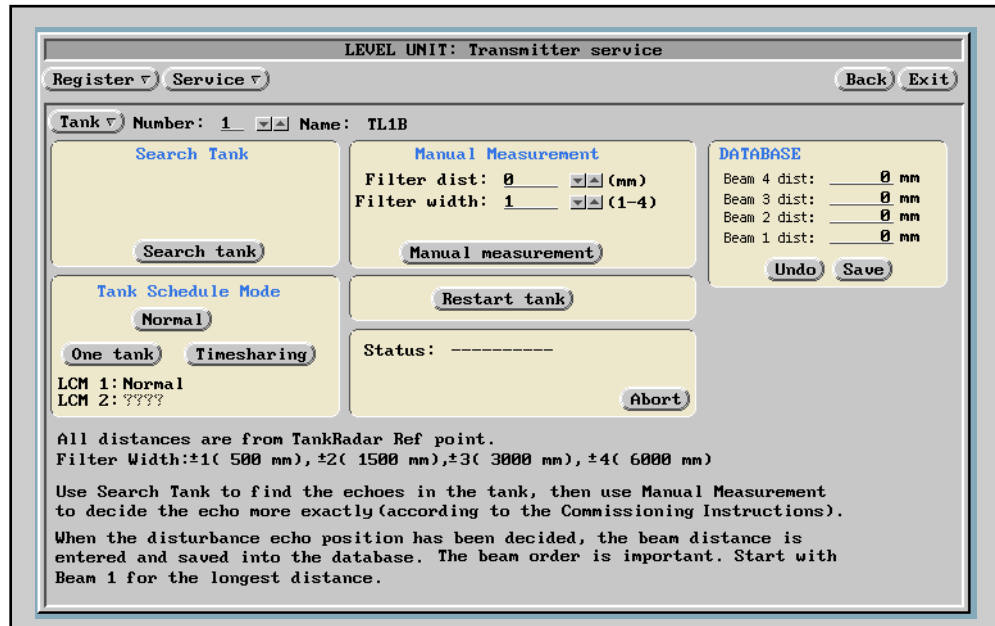 LEVEL UNIT: Transmitter service
Register Service Back Exit
Tank Number: 1 Name: TL1B
Search Tank
Search tank
Manual Measurement
Filter dist: 0 (mm)
Filter width: 1 (1-4)
Manual measurement
DATABASE
Beam 4 dist: 0 mm
Beam 3 dist: 0 mm
Beam 2 dist: 0 mm
Beam 1 dist: 0 mm
Undo Save
Tank Schedule Mode
Normal
One tank Timesharing
LCM 1: Normal
LCM 2: ????
Restart tank
Status: ----------
Abort
All distances are from TankRadar Ref point.
Filter Width:±1( 500 mm), ±2( 1500 mm),±3( 3000 mm), ±4( 6000 mm)
Use Search Tank to find the echoes in the tank, then use Manual Measurement
to decide the echo more exactly(according to the Commissioning Instructions).
When the disturbance echo position has been decided, the beam distance is
entered and saved into the database. The beam order is important. Start with
Beam 1 for the longest distance.